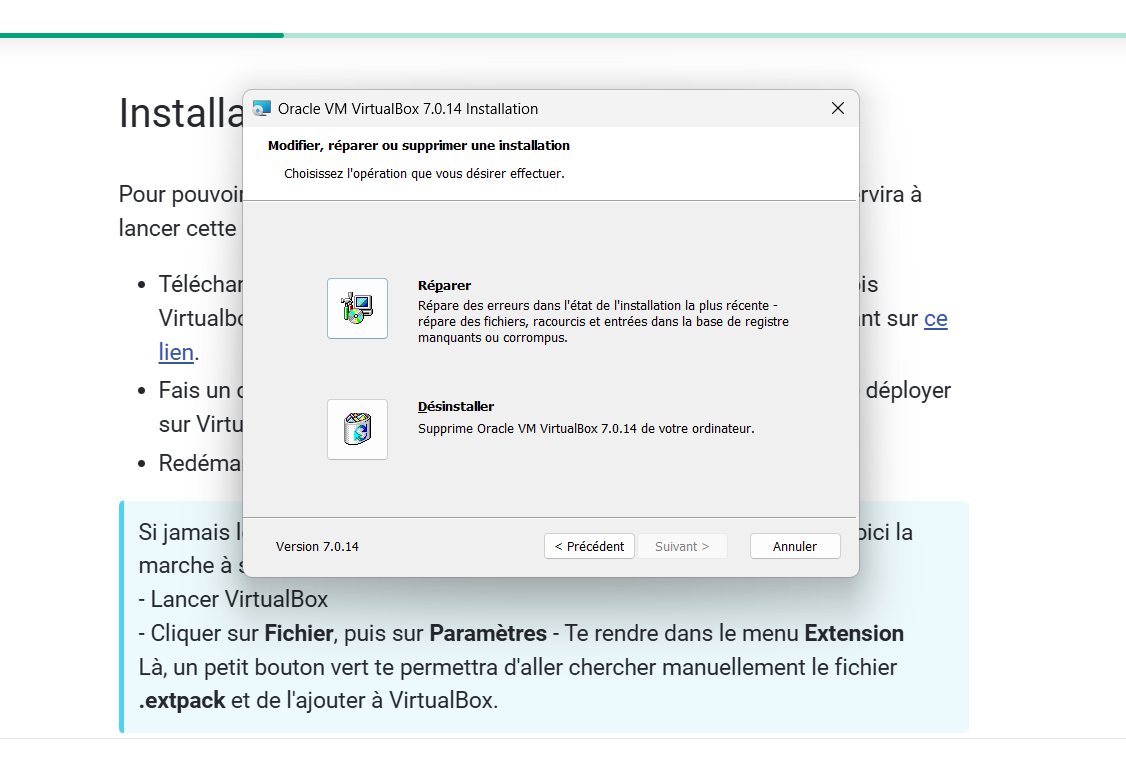 Installa
Oracle VM VirtualBox 7.0.14 Installation
Modifier, réparer ou supprimer une installation
Choisissez l'opération que vous désirer effectuer.
Pour pouvoir
rvira à
lancer cette
Réparer
Répare des erreurs dans l'état de l'installation la plus récente -
répare des fichiers, racourcis et entrées dans la base de registre
manquants ou corrompus.
• Téléchar
is
Virtualbo
nt sur ce
lien.
• Fais un
déployer
sur Virtu
Désinstaller
Supprime Oracle VM VirtualBox 7.0.14 de votre ordinateur.
• Redéma
Version 7.0.14
< Précédent
Suivant >
Annuler
Si jamais l
oici la
marche à s
- Lancer VirtualBox
- Cliquer sur Fichier, puis sur Paramètres - Te rendre dans le menu Extension
Là, un petit bouton vert te permettra d'aller chercher manuellement le fichier
.extpack et de l'ajouter à VirtualBox.